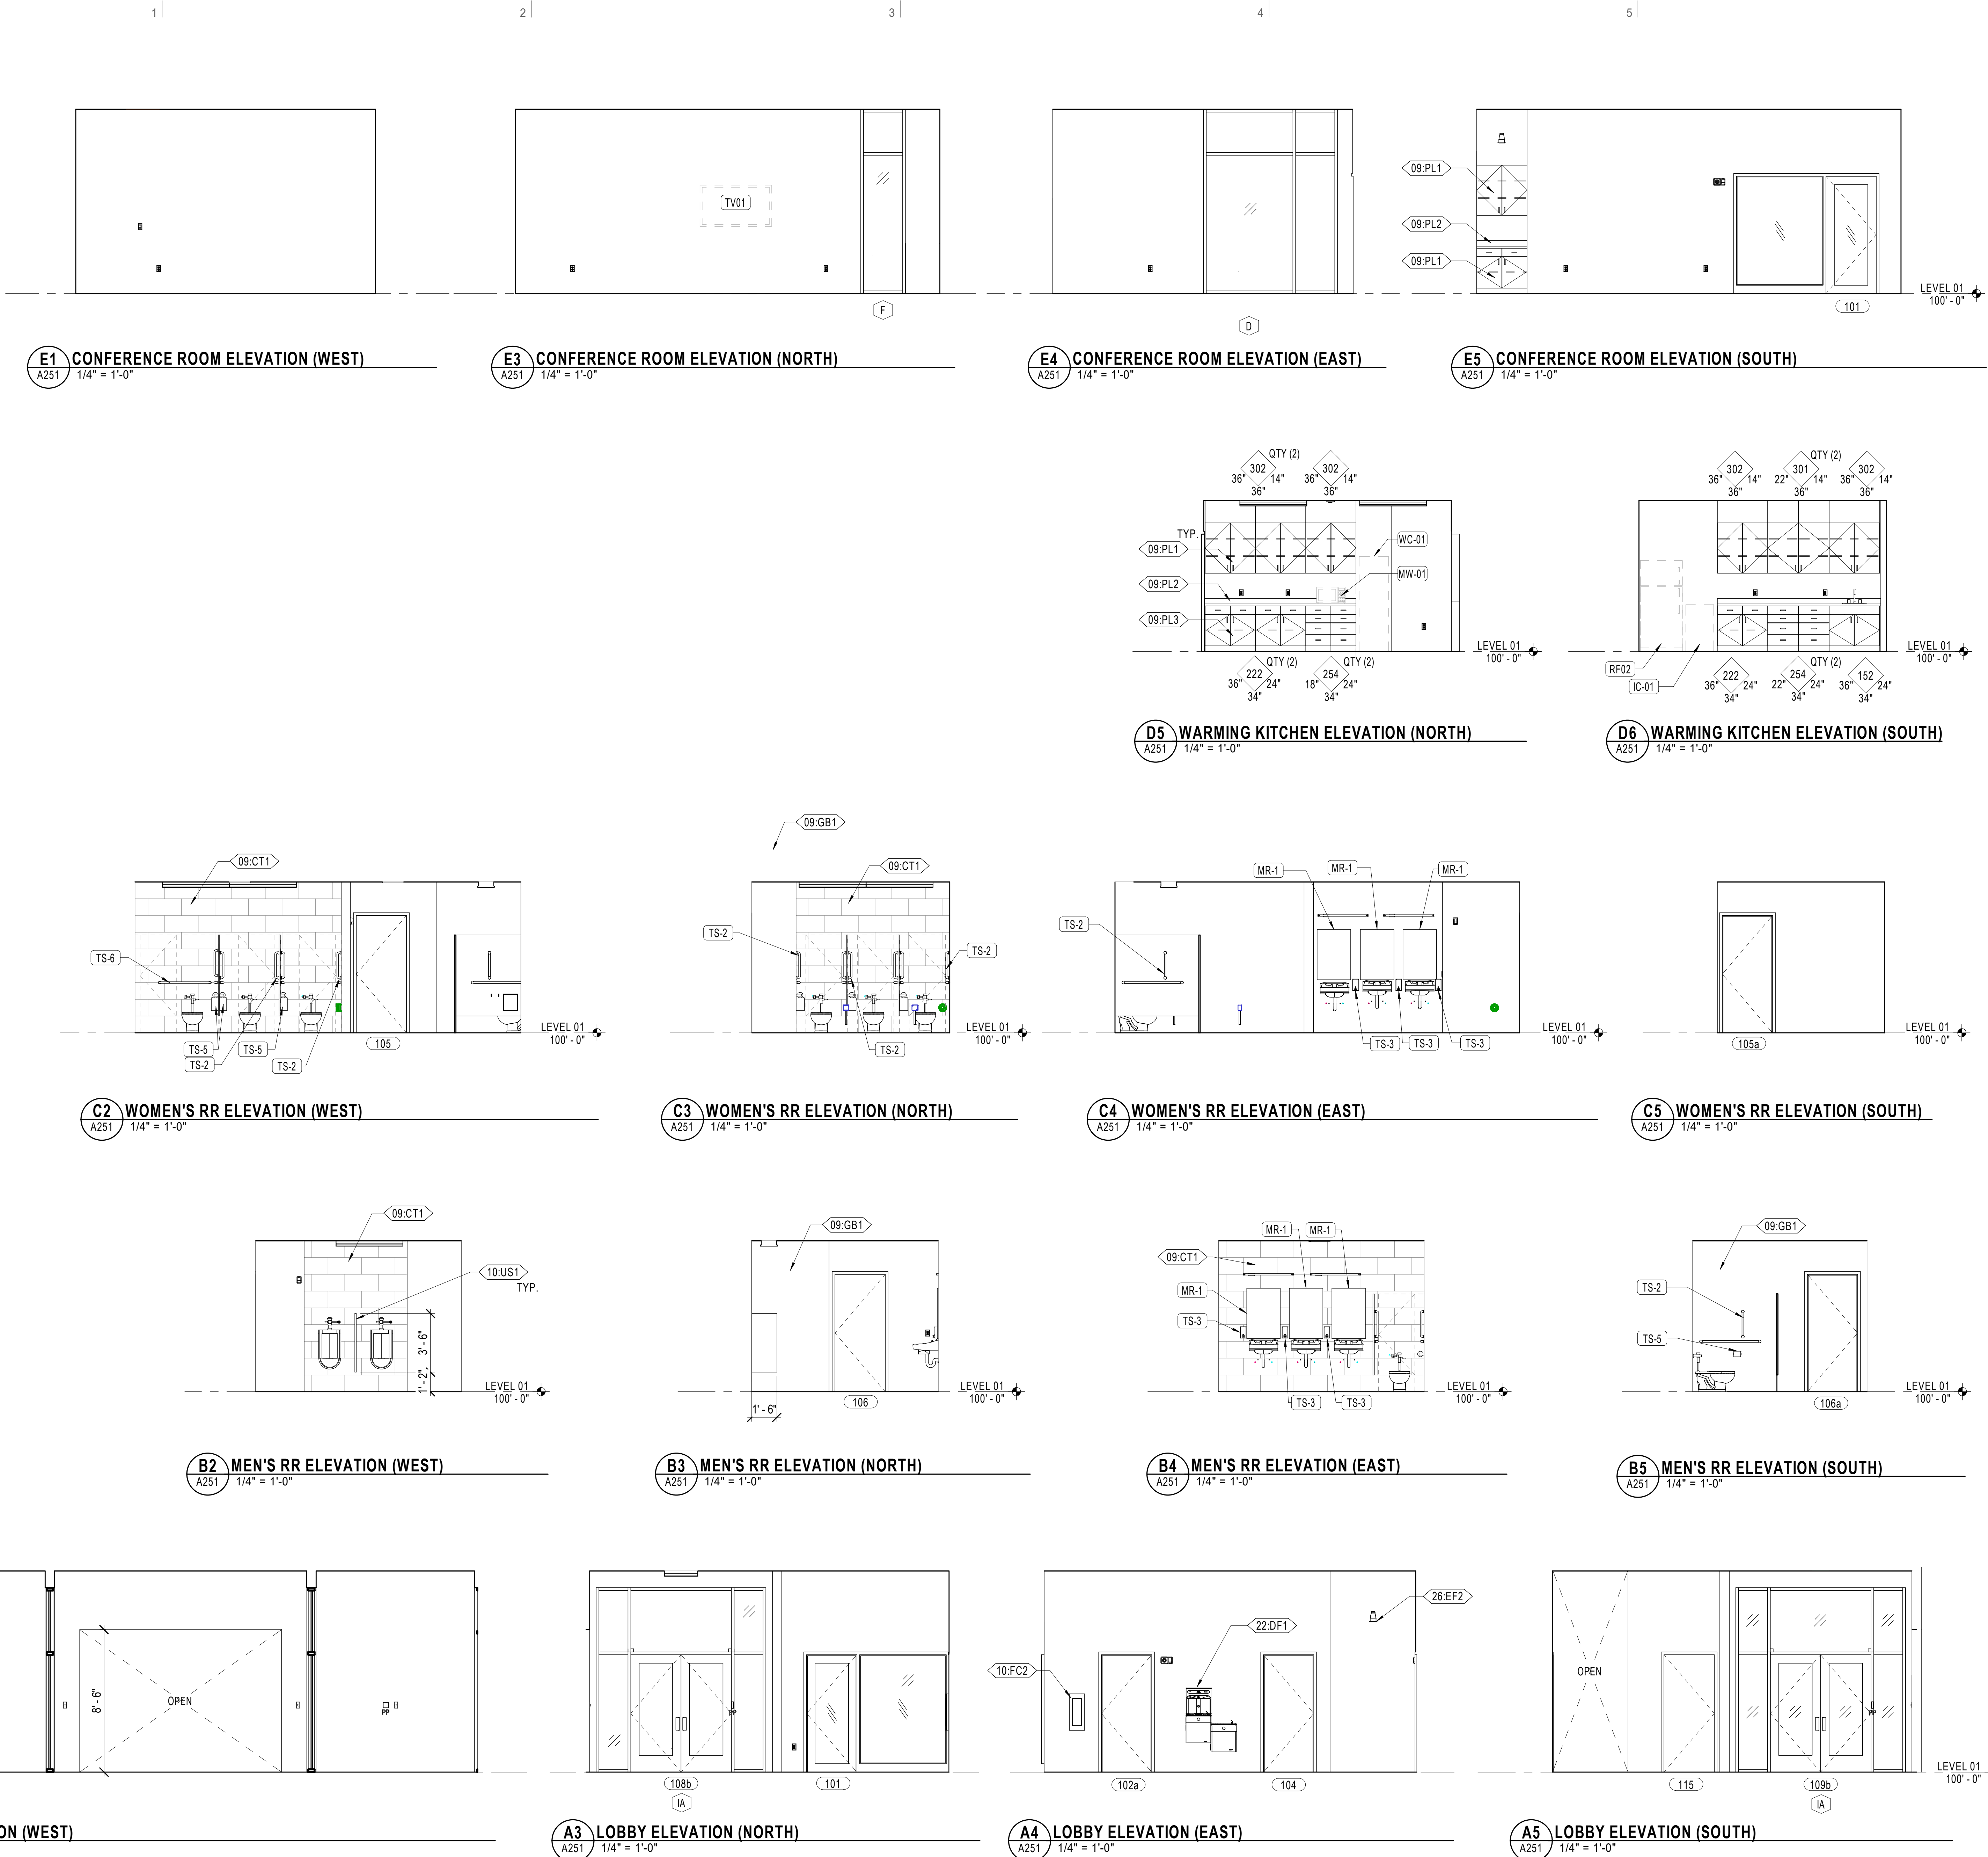 1 2 3 4 5
TV01
09:PL1
09:PL2
09:PL1
F
D
101
LEVEL 01
100' - 0"
E1 CONFERENCE ROOM ELEVATION (WEST)
A251 1/4" = 1'-0"
E3 CONFERENCE ROOM ELEVATION (NORTH)
A251 1/4" = 1'-0"
E4 CONFERENCE ROOM ELEVATION (EAST)
A251 1/4" = 1'-0"
E5 CONFERENCE ROOM ELEVATION (SOUTH)
A251 1/4" = 1'-0"
QTY (2)
302 302
36" 14" 36" 14"
36" 36"
TYP.
09:PL1
WC-01
MW-01
09:PL2
09:PL3
LEVEL 01
100' - 0"
QTY (2) QTY (2)
222 254
36" 24" 18" 24"
34" 34"
D5 WARMING KITCHEN ELEVATION (NORTH)
A251 1/4" = 1'-0"
QTY (2)
302 301 302
36" 14" 22" 14" 36" 14"
36" 36" 36"
LEVEL 01
100' - 0"
RF02
IC-01
QTY (2)
222 254 152
36" 24" 22" 24" 36" 24"
34" 34" 34"
D6 WARMING KITCHEN ELEVATION (SOUTH)
A251 1/4" = 1'-0"
09:CT1
TS-6
TS-5 TS-5
TS-2 TS-2
105
LEVEL 01
100' - 0"
C2 WOMEN'S RR ELEVATION (WEST)
A251 1/4" = 1'-0"
09:GB1
09:CT1
TS-2
TS-2
TS-2
LEVEL 01
100' - 0"
C3 WOMEN'S RR ELEVATION (NORTH)
A251 1/4" = 1'-0"
MR-1 MR-1 MR-1
TS-2
TS-3 TS-3 TS-3
LEVEL 01
100' - 0"
C4 WOMEN'S RR ELEVATION (EAST)
A251 1/4" = 1'-0"
105a
LEVEL 01
100' - 0"
C5 WOMEN'S RR ELEVATION (SOUTH)
A251 1/4" = 1'-0"
09:CT1
10:US1
TYP.
3' - 6"
1' - 2"
LEVEL 01
100' - 0"
B2 MEN'S RR ELEVATION (WEST)
A251 1/4" = 1'-0"
09:GB1
1' - 6"
106
LEVEL 01
100' - 0"
B3 MEN'S RR ELEVATION (NORTH)
A251 1/4" = 1'-0"
MR-1 MR-1
09:CT1
MR-1
TS-3
TS-3 TS-3
LEVEL 01
100' - 0"
B4 MEN'S RR ELEVATION (EAST)
A251 1/4" = 1'-0"
09:GB1
TS-2
TS-5
106a
LEVEL 01
100' - 0"
B5 MEN'S RR ELEVATION (SOUTH)
A251 1/4" = 1'-0"
8' - 6"
OPEN
PP
ON (WEST)
PP
108b
IA
101
A3 LOBBY ELEVATION (NORTH)
A251 1/4" = 1'-0"
26:EF2
22:DF1
10:FC2
102a
104
A4 LOBBY ELEVATION (EAST)
A251 1/4" = 1'-0"
OPEN
PP
115
109b
IA
LEVEL 01
100' - 0"
A5 LOBBY ELEVATION (SOUTH)
A251 1/4" = 1'-0"